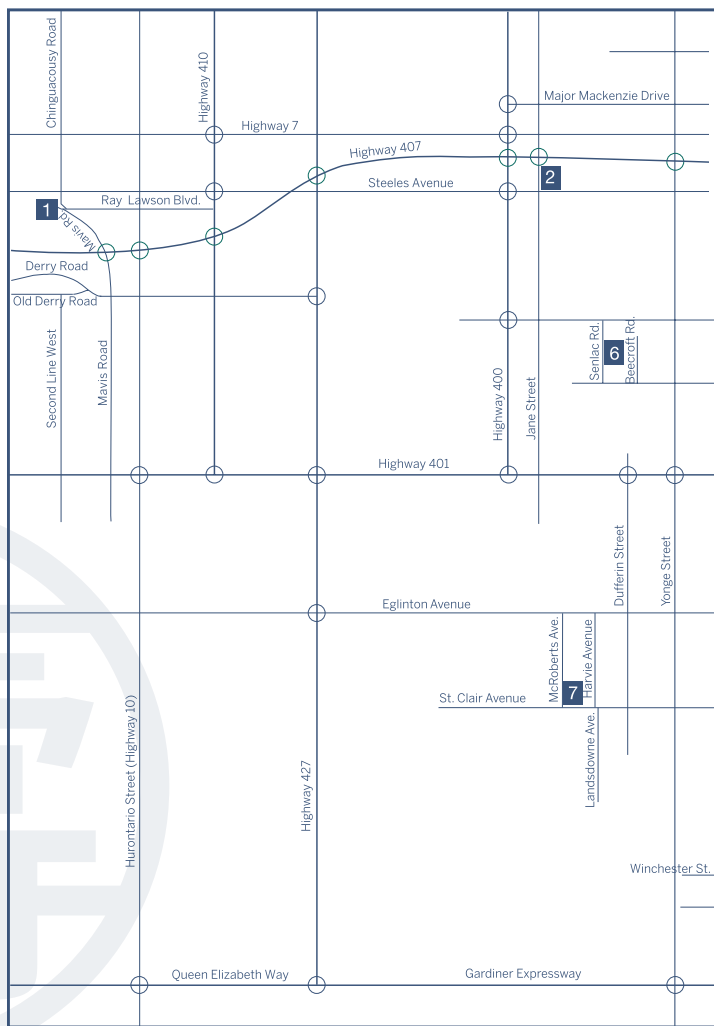 Chinguacousy Road
Highway 410
Major Mackenzie Drive
Highway 7
Highway 407
Steeles Avenue
2
1
Ray Lawson Blvd.
Mavis Rd.
Derry Road
Old Derry Road
Second Line West
Mavis Road
Highway 400
Jane Street
Senlac Rd.
6
Beecroft Rd.
Highway 401
Dufferin Street
Yonge Street
Eglinton Avenue
McRoberts Ave.
7
Harvie Avenue
St. Clair Avenue
Landsdowne Ave.
Hurontario Street (Highway 10)
Highway 427
Winchester St.
Queen Elizabeth Way
Gardiner Expressway